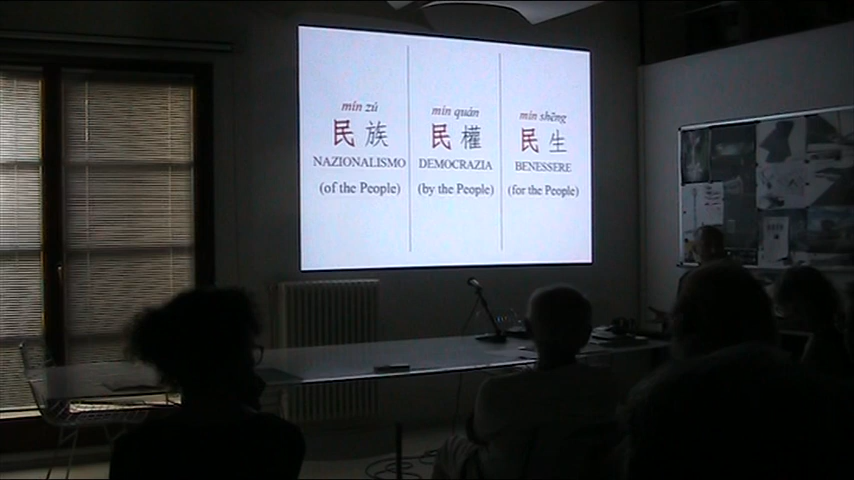 mín zú
民族
NAZIONALISMO
(of the People)
mín quán
民權
DEMOCRAZIA
(by the People)
mín shēng
民生
BENESSERE
(for the People)